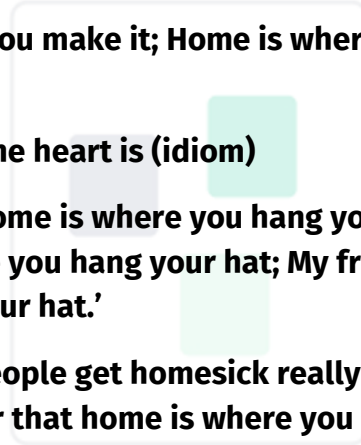 ou make it; Home is wher
he heart is (idiom)
ome is where you hang yo
you hang your hat; My fr
ur hat.’
eople get homesick really
r that home is where you